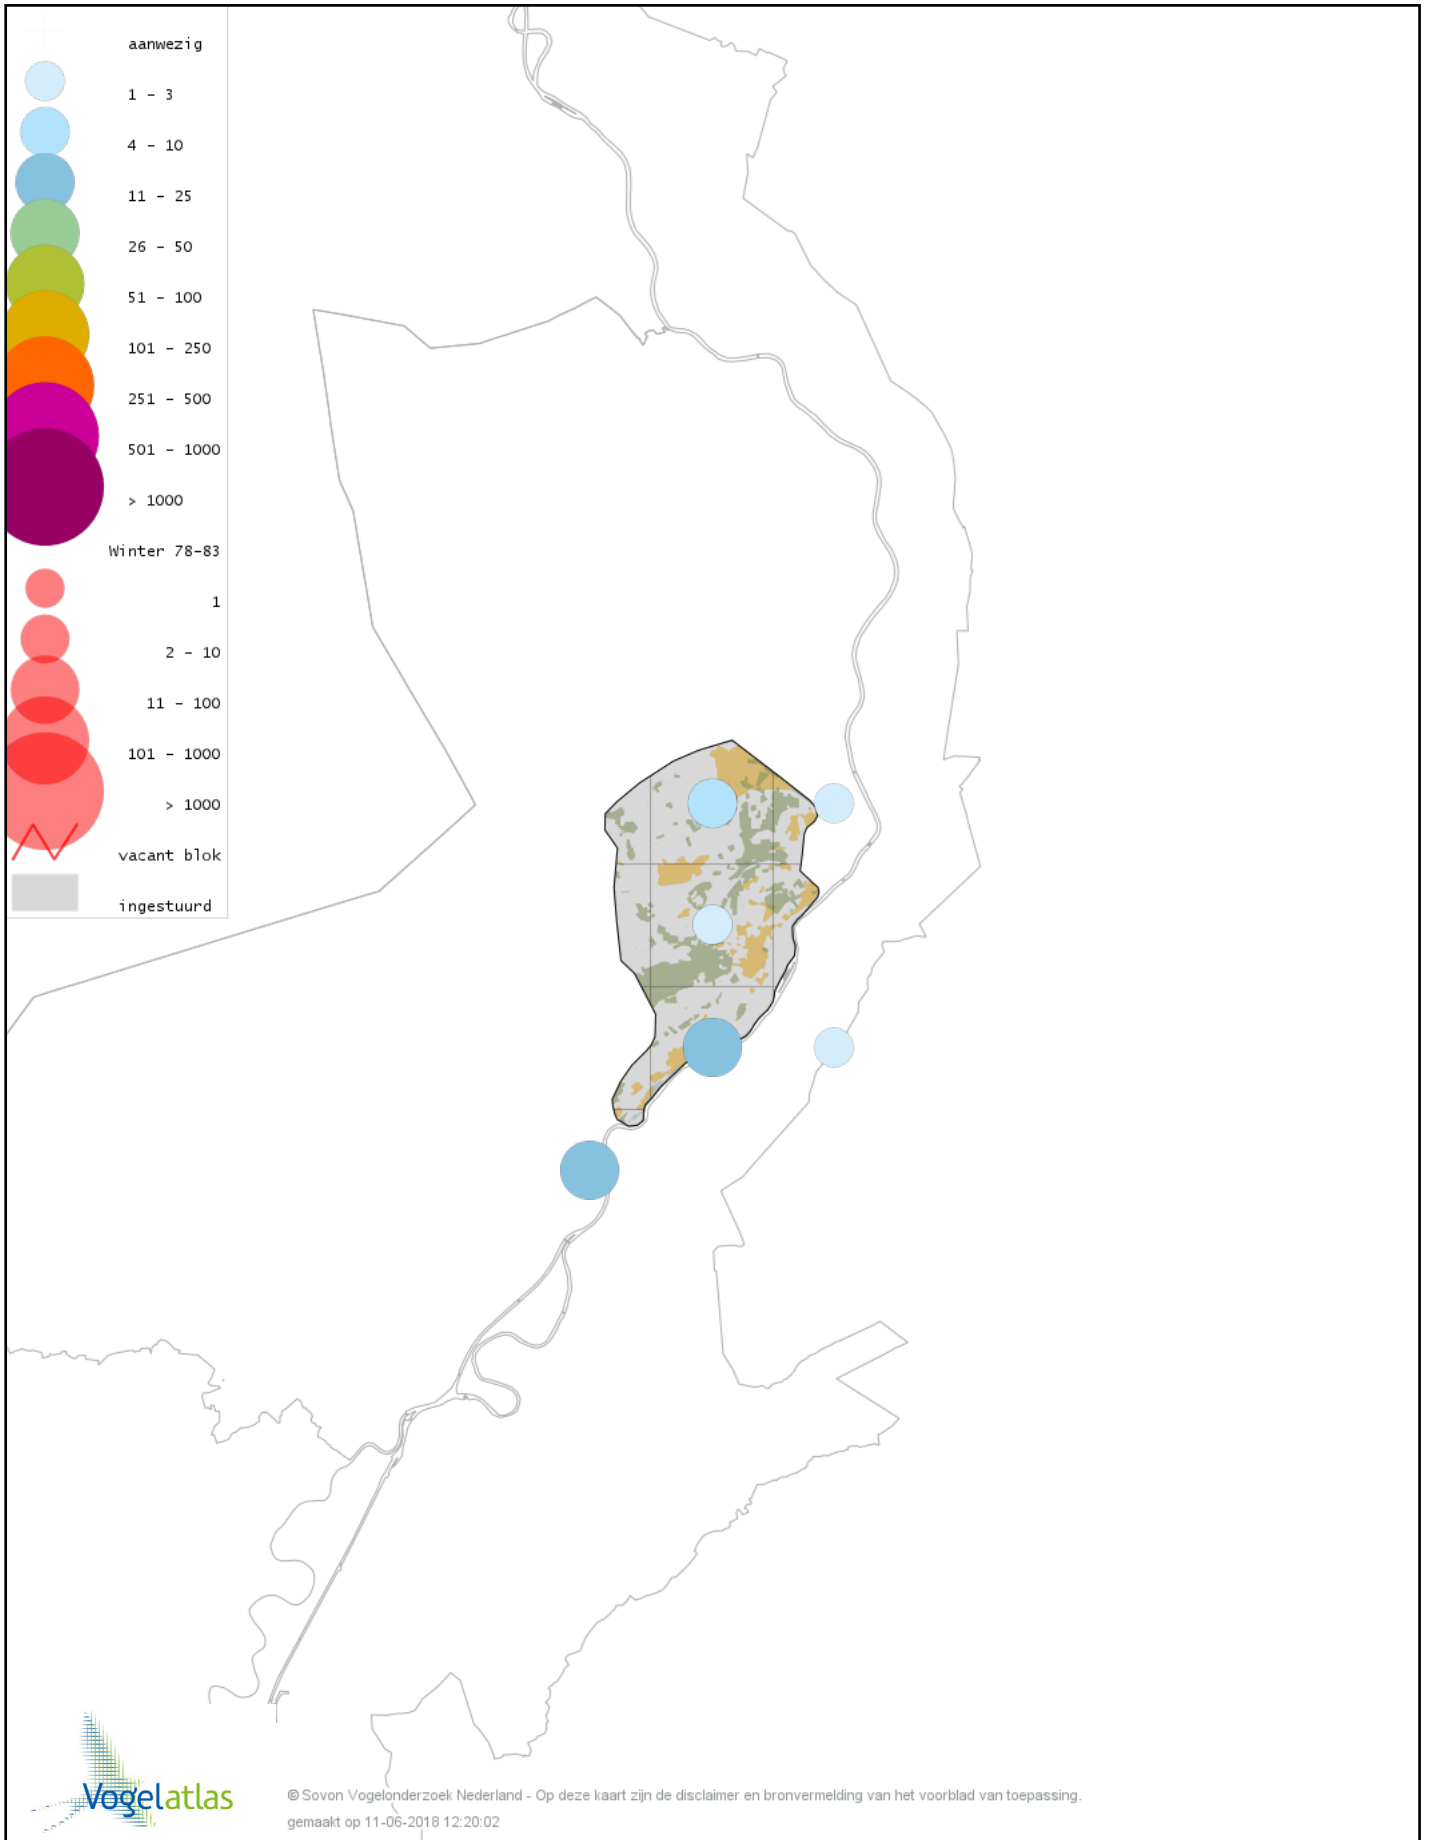 aanwezig
1 - 3
4 - 10
11 - 25
26 - 50
51 - 100
101 - 250
251 - 500
501 - 1000
> 1000
Winter 78-83
1
2 - 10
11 - 100
101 - 1000
> 1000
vacant blok
ingestuurd
Vogelatlas
© Sovon Vogelonderzoek Nederland - Op deze kaart zijn de disclaimer en bronvermelding van het voorblad van toepassing.
gemaakt op 11-06-2018 12:20:02